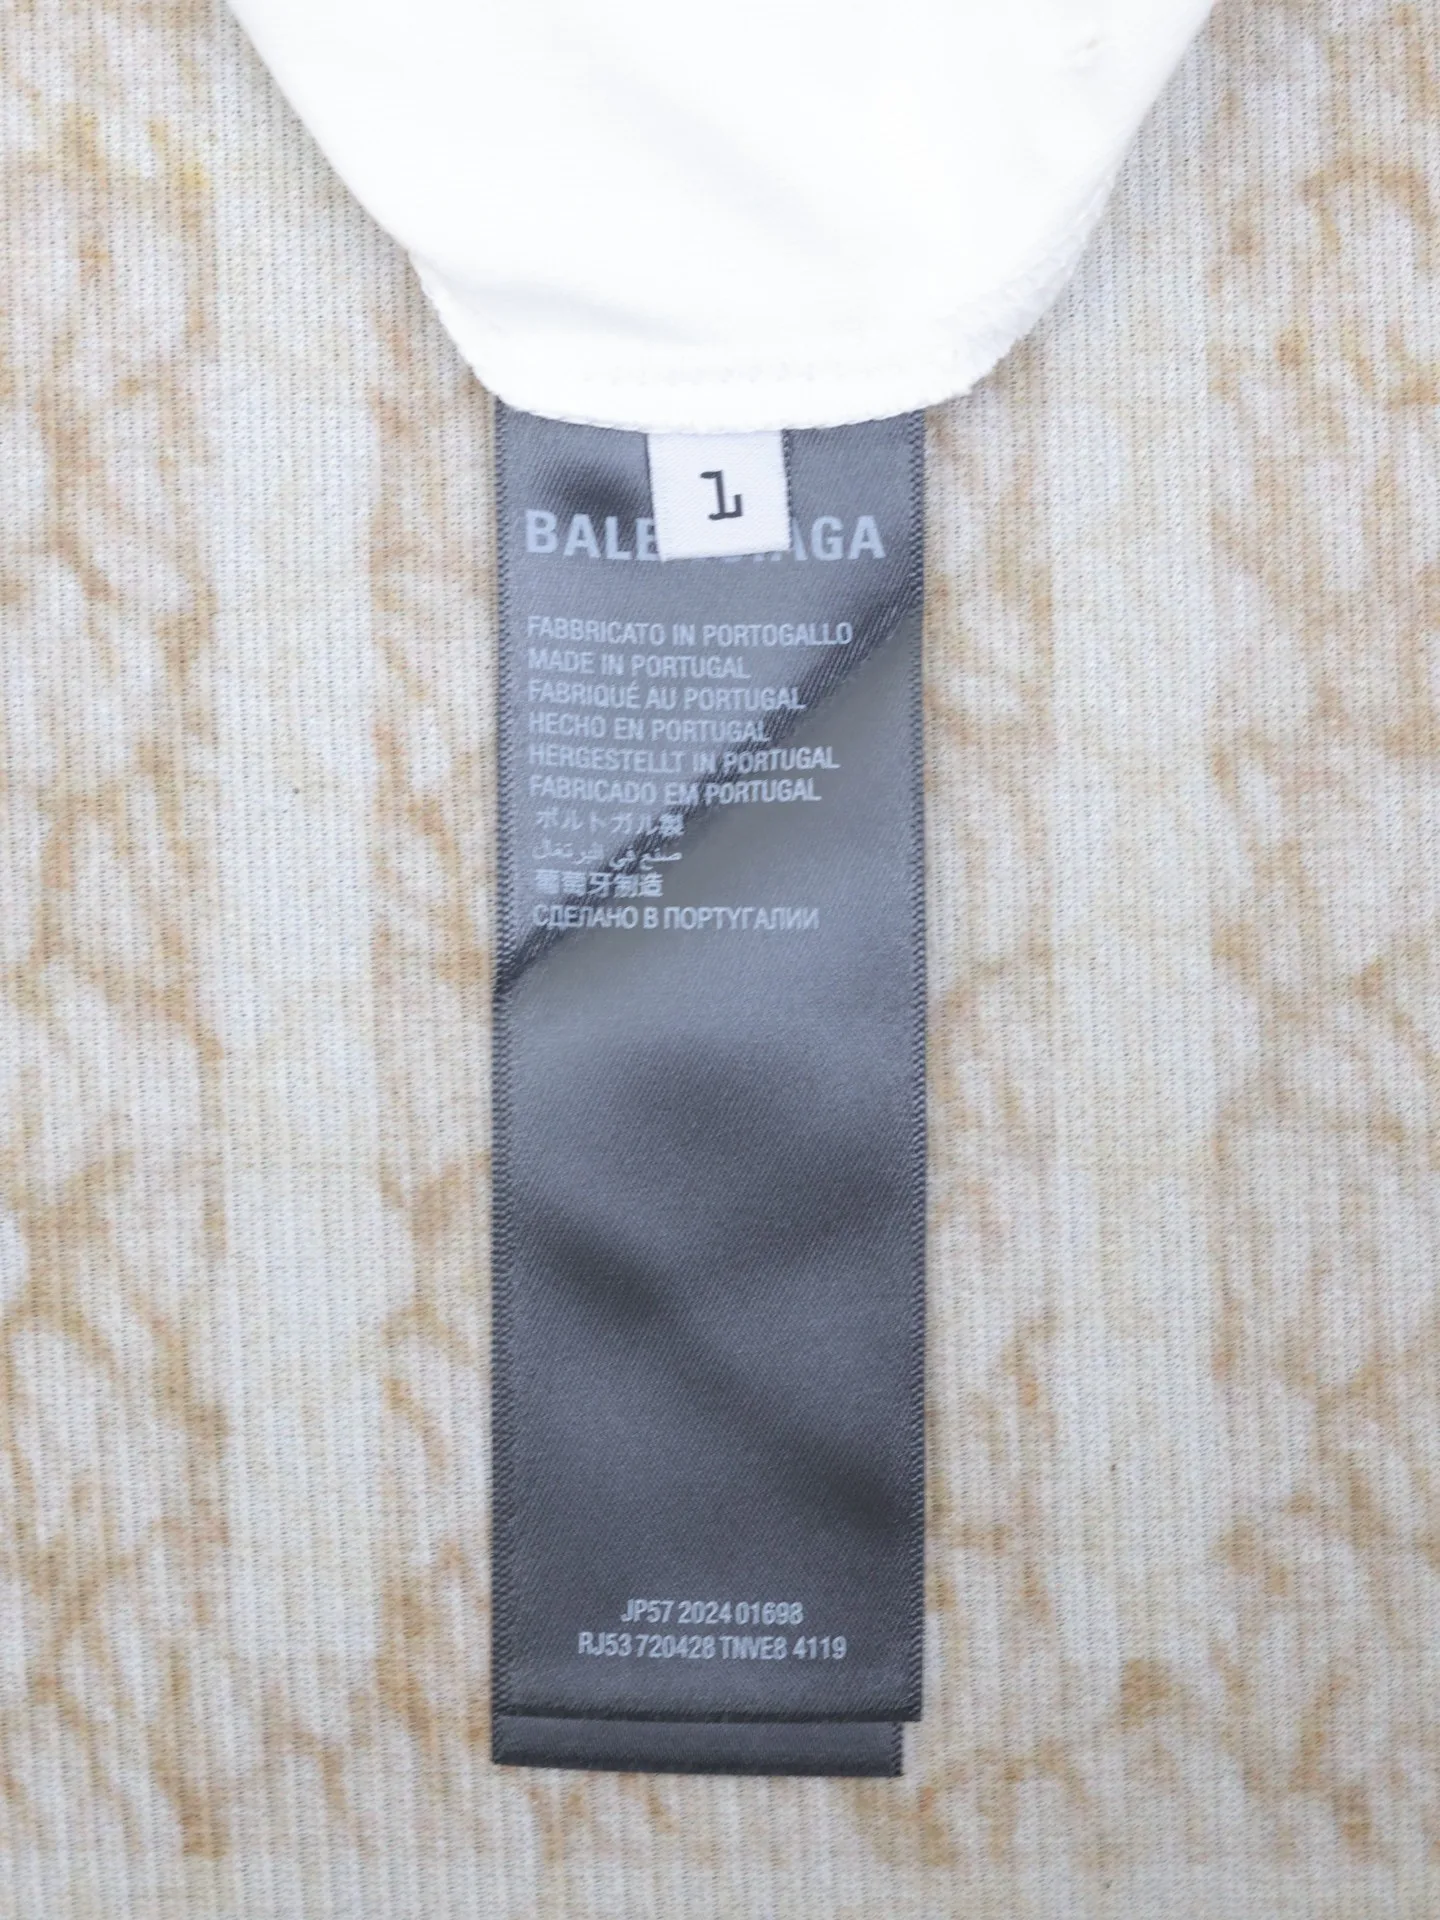 1
BALE AGA
FABBRICATO IN PORTOGALLO
MADE IN PORTUGAL
FABRIQUÉ AU PORTUGAL
HECHO EN PORTUGAL
HERGESTELLT IN PORTUGAL
FABRICADO EM PORTUGAL
ポルトガル製
صنع في البرتغال
葡萄牙制造
СДЕЛАНО В ПОРТУГАЛИИ
JP57 2024 01698
RJ53 720428 TNVE8 4119